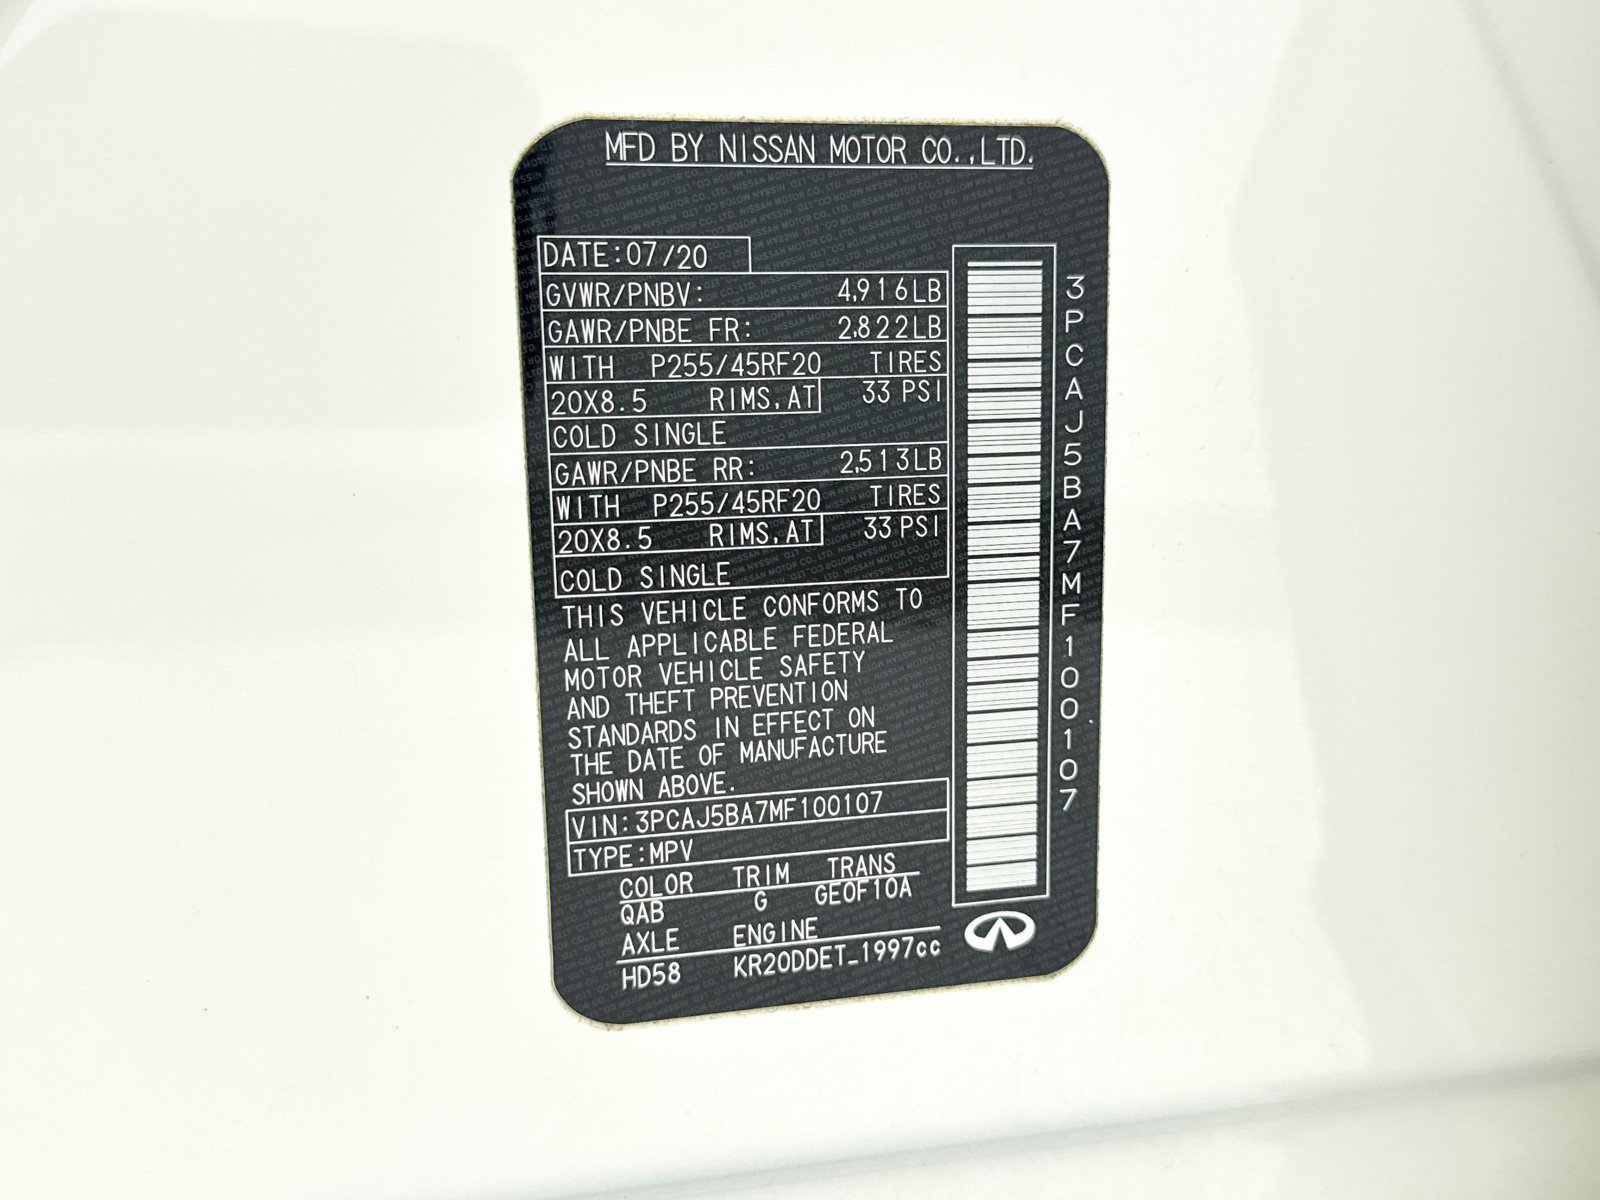 MFD BY NISSAN MOTOR CO.,LTD.
DATE:07/20
GVWR/PNBV: 4,916LB
GAWR/PNBE FR: 2,822LB
WITH P255/45RF20 TIRES
20X8.5 RIMS,AT 33 PSI
COLD SINGLE
GAWR/PNBE RR: 2,513LB
WITH P255/45RF20 TIRES
20X8.5 RIMS,AT 33 PSI
COLD SINGLE
THIS VEHICLE CONFORMS TO
ALL APPLICABLE FEDERAL
MOTOR VEHICLE SAFETY
AND THEFT PREVENTION
STANDARDS IN EFFECT ON
THE DATE OF MANUFACTURE
SHOWN ABOVE.
VIN:3PCAJ5BA7MF100107
TYPE:MPV
COLOR TRIM TRANS
QAB G GE0F10A
AXLE ENGINE
HD58 KR20DDET_1997cc
3PCAJ5BA7MF100107